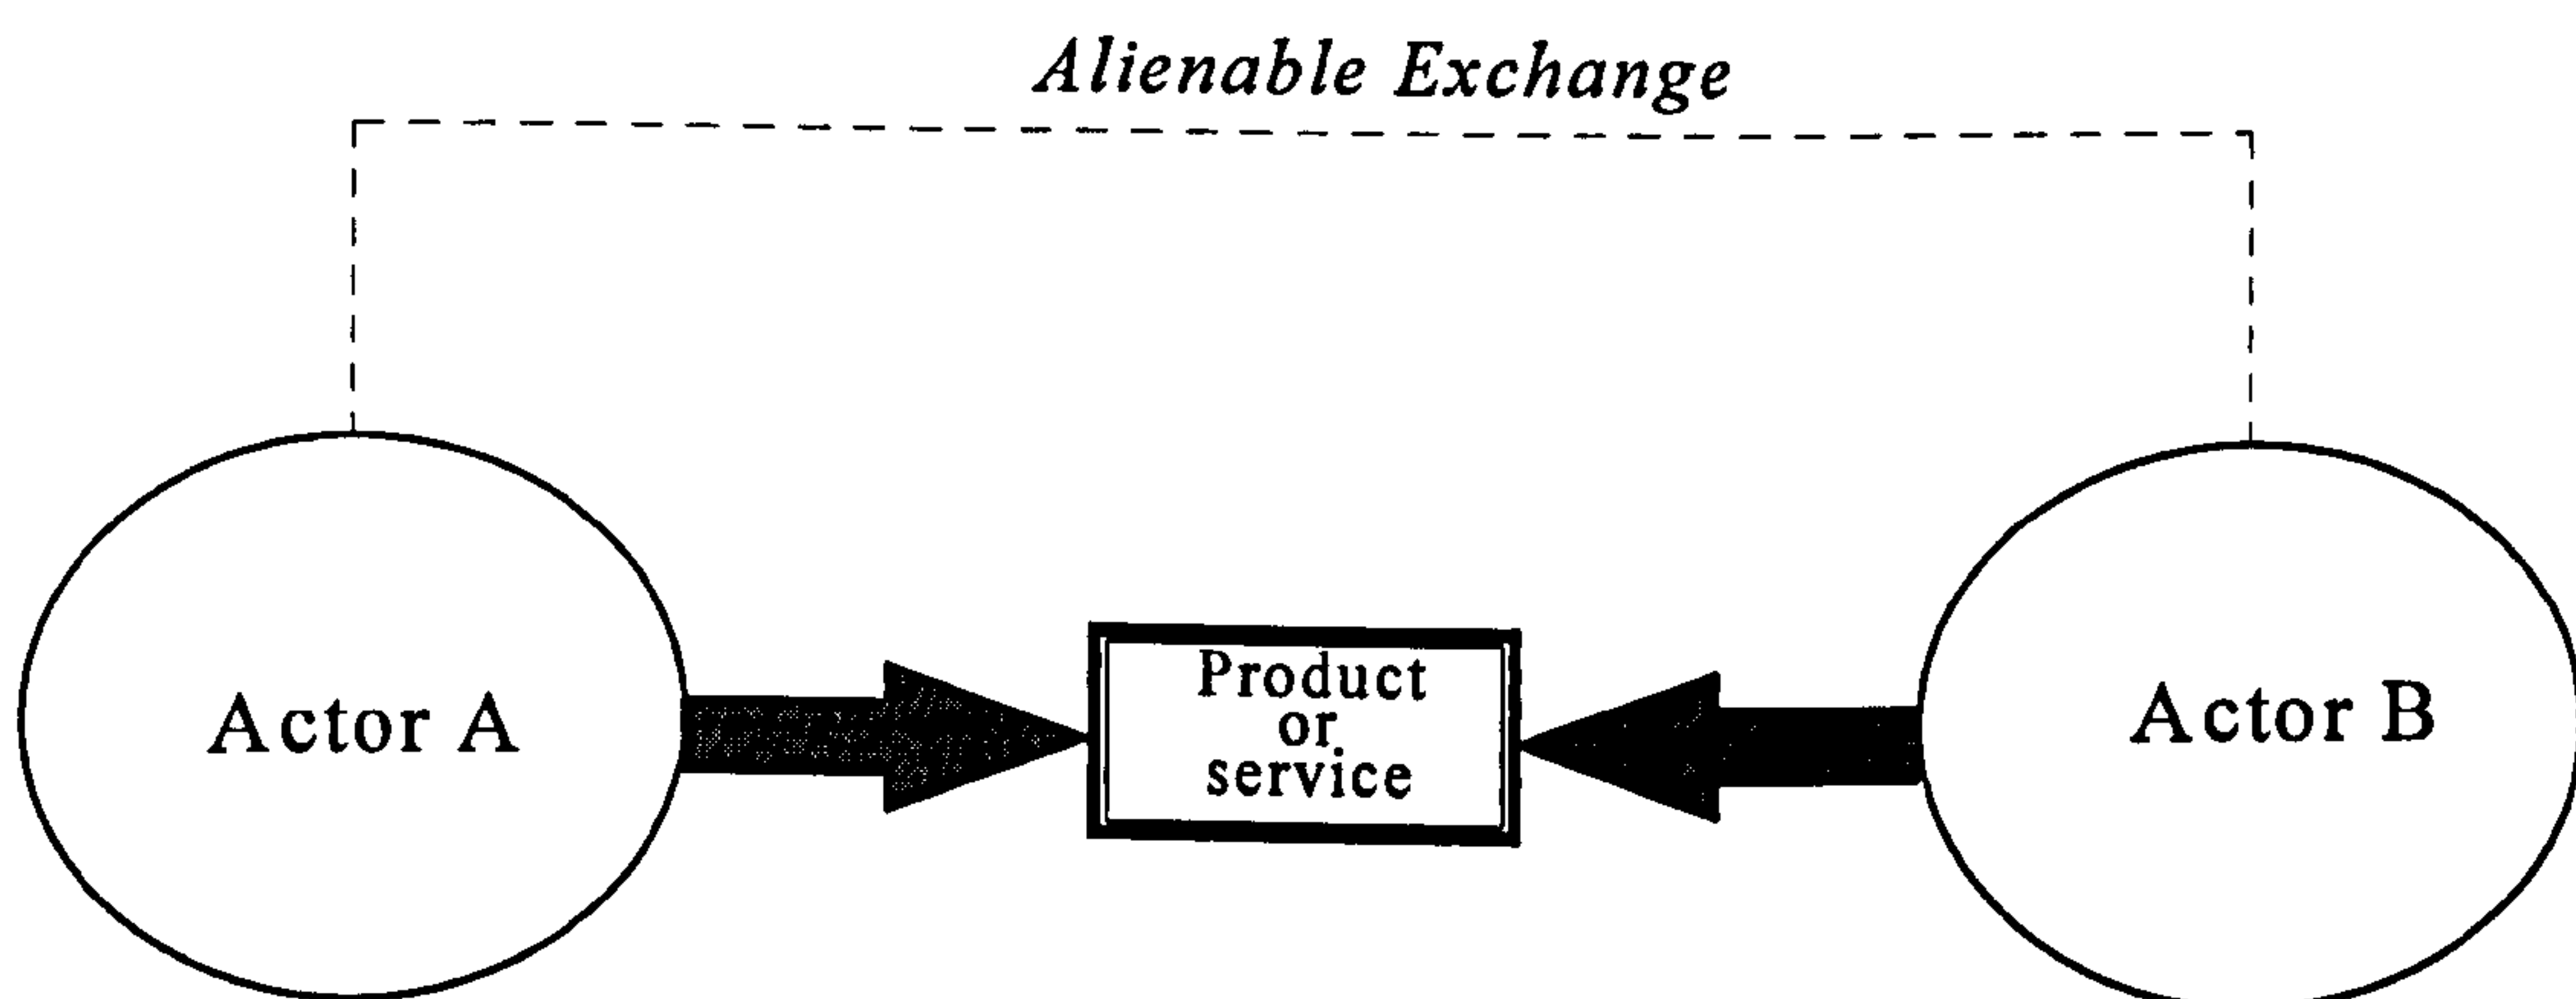 Alienable Exchange
Actor A
Product
or
service
Actor B